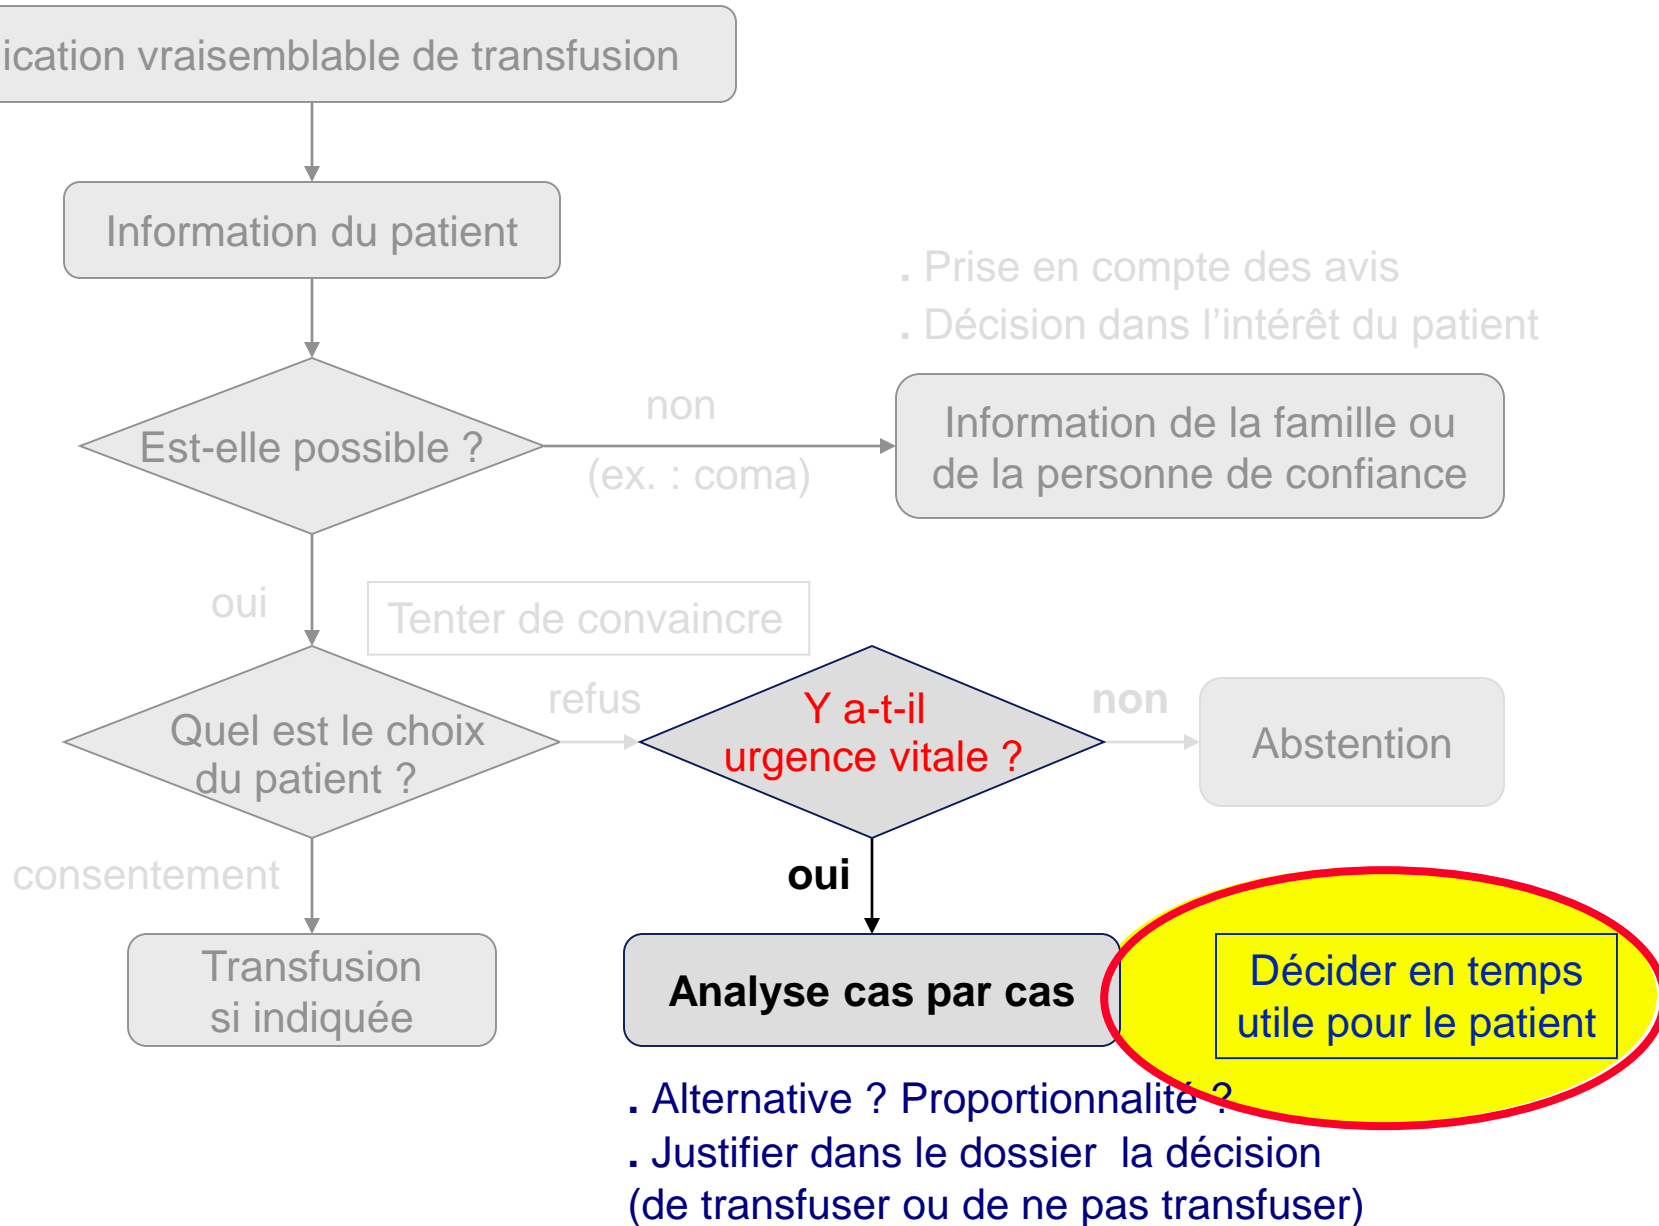 ication vraisemblable de transfusion
Information du patient
. Prise en compte des avis
. Décision dans l’intérêt du patient
Est-elle possible ?
non
(ex. : coma)
Information de la famille ou
de la personne de confiance
oui
Tenter de convaincre
Quel est le choix
du patient ?
refus
Y a-t-il
urgence vitale ?
non
Abstention
consentement
oui
Transfusion
si indiquée
Analyse cas par cas
Décider en temps
utile pour le patient
. Alternative ? Proportionnalité ?
. Justifier dans le dossier la décision
(de transfuser ou de ne pas transfuser)